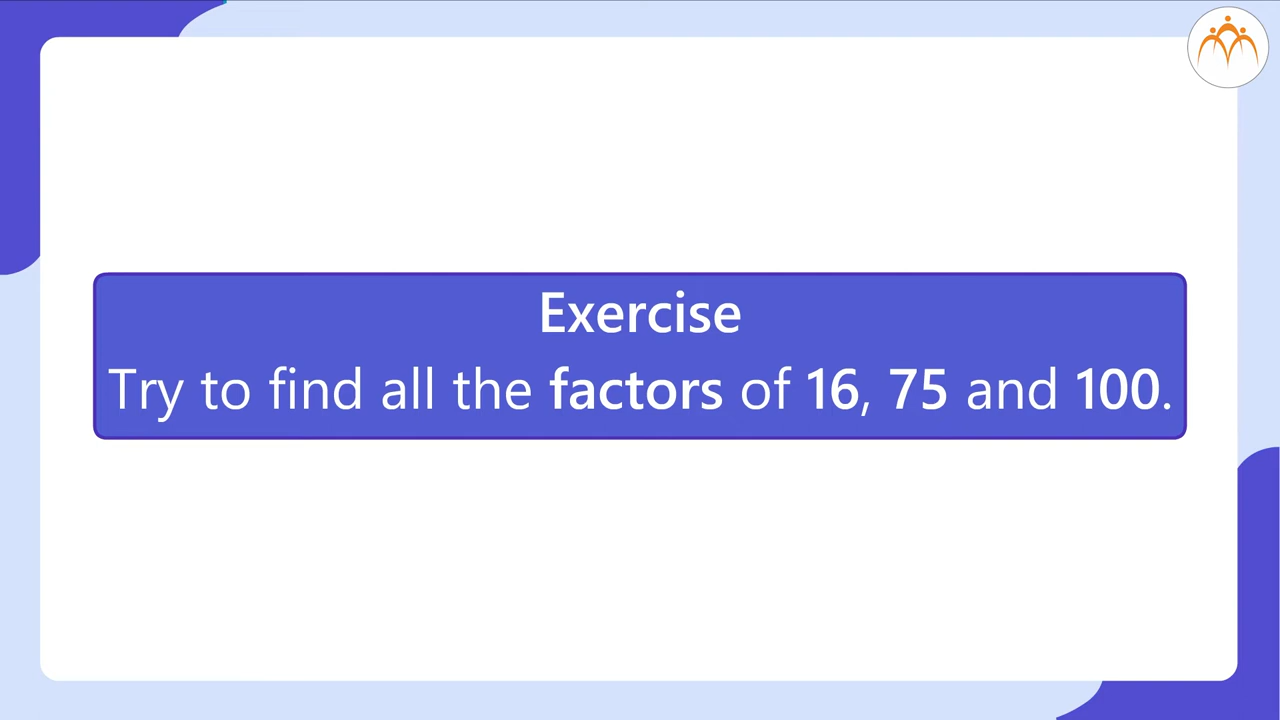 Exercise
Try to find all the factors of 16, 75 and 100.